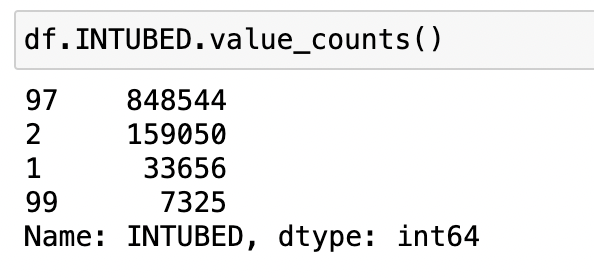 df.INTUBED.value_counts()
97    848544
2     159050
1      33656
99      7325
Name: INTUBED, dtype: int64